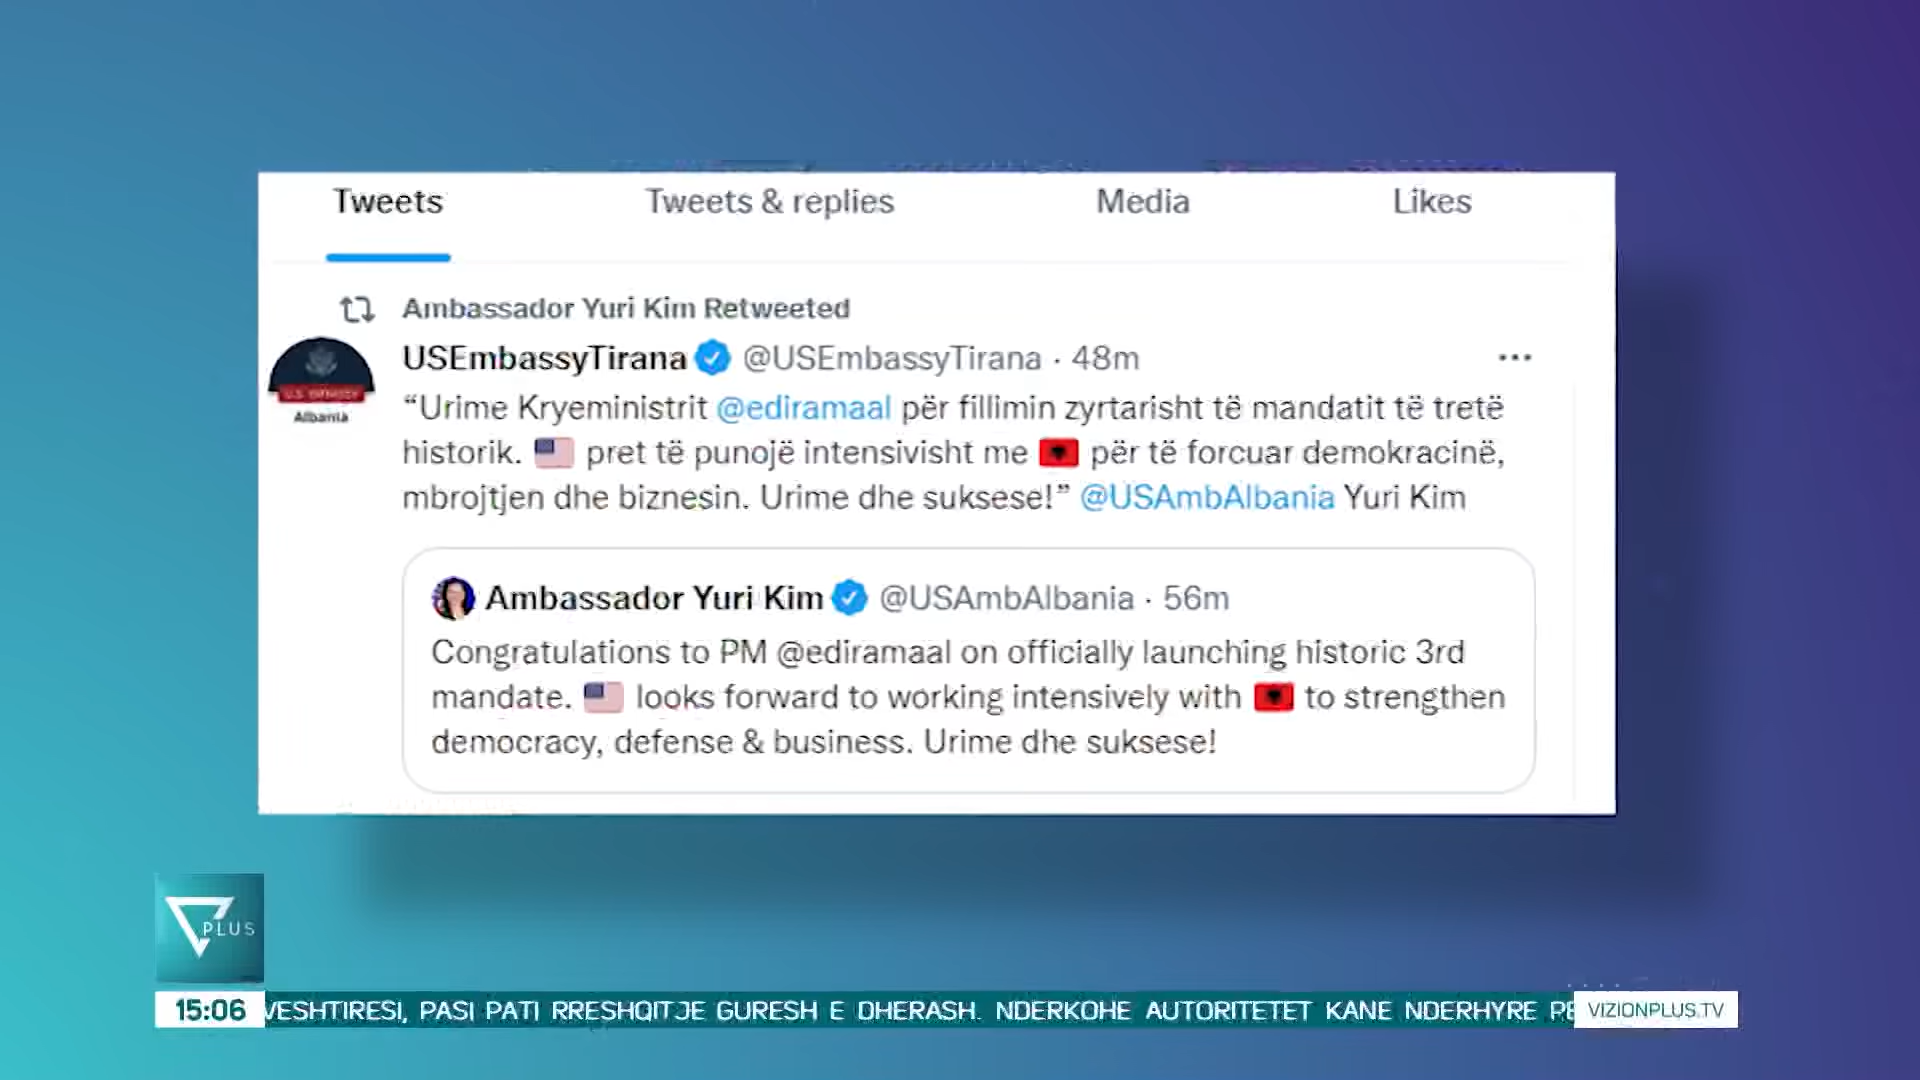 Tweets
Tweets & replies
Media
Likes
Ambassador Yuri Kim Retweeted
USEmbassyTirana @USEmbassyTirana · 48m
U.S. EMBASSY
Albania
“Urime Kryeministrit @ediramaal për fillimin zyrtarisht të mandatit të tretë
historik. 🇺🇸 pret të punojë intensivisht me 🇦🇱 për të forcuar demokracinë,
mbrojtjen dhe biznesin. Urime dhe suksese!” @USAmbAlbania Yuri Kim
Ambassador Yuri Kim @USAmbAlbania · 56m
Congratulations to PM @ediramaal on officially launching historic 3rd
mandate. 🇺🇸 looks forward to working intensively with 🇦🇱 to strengthen
democracy, defense & business. Urime dhe suksese!
PLUS
15:06
VESHTIRESI, PASI PATI RRESHQITJE GURESH E DHERASH. NDERKOHE AUTORITETET KANE NDERHYRE PE
VIZIONPLUS.TV